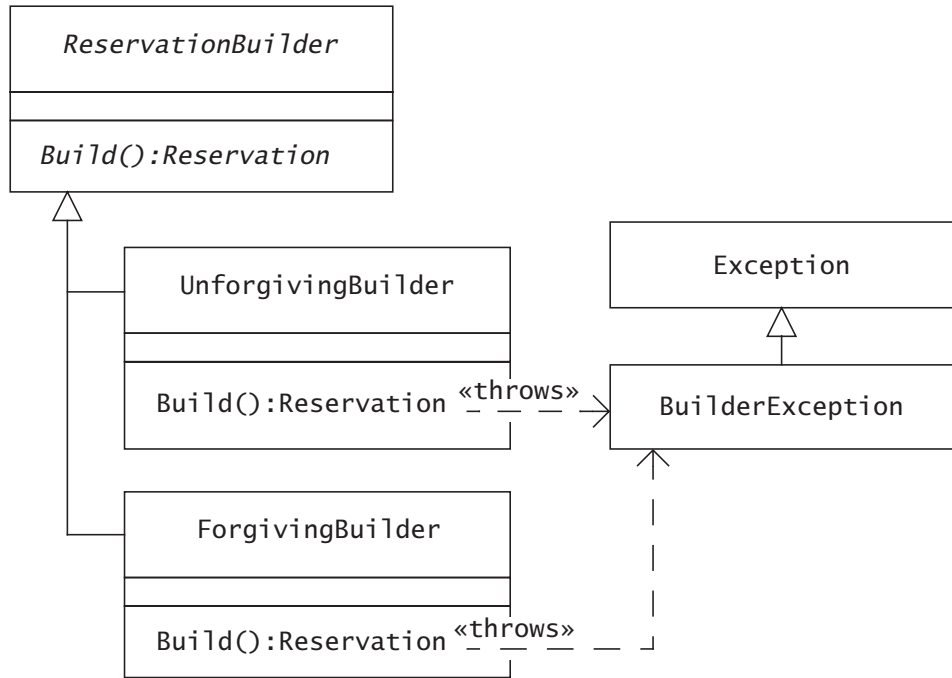 ReservationBuilder
Build():Reservation
UnforgivingBuilder
Build():Reservation
«throws»
Exception
BuilderException
ForgivingBuilder
Build():Reservation
«throws»